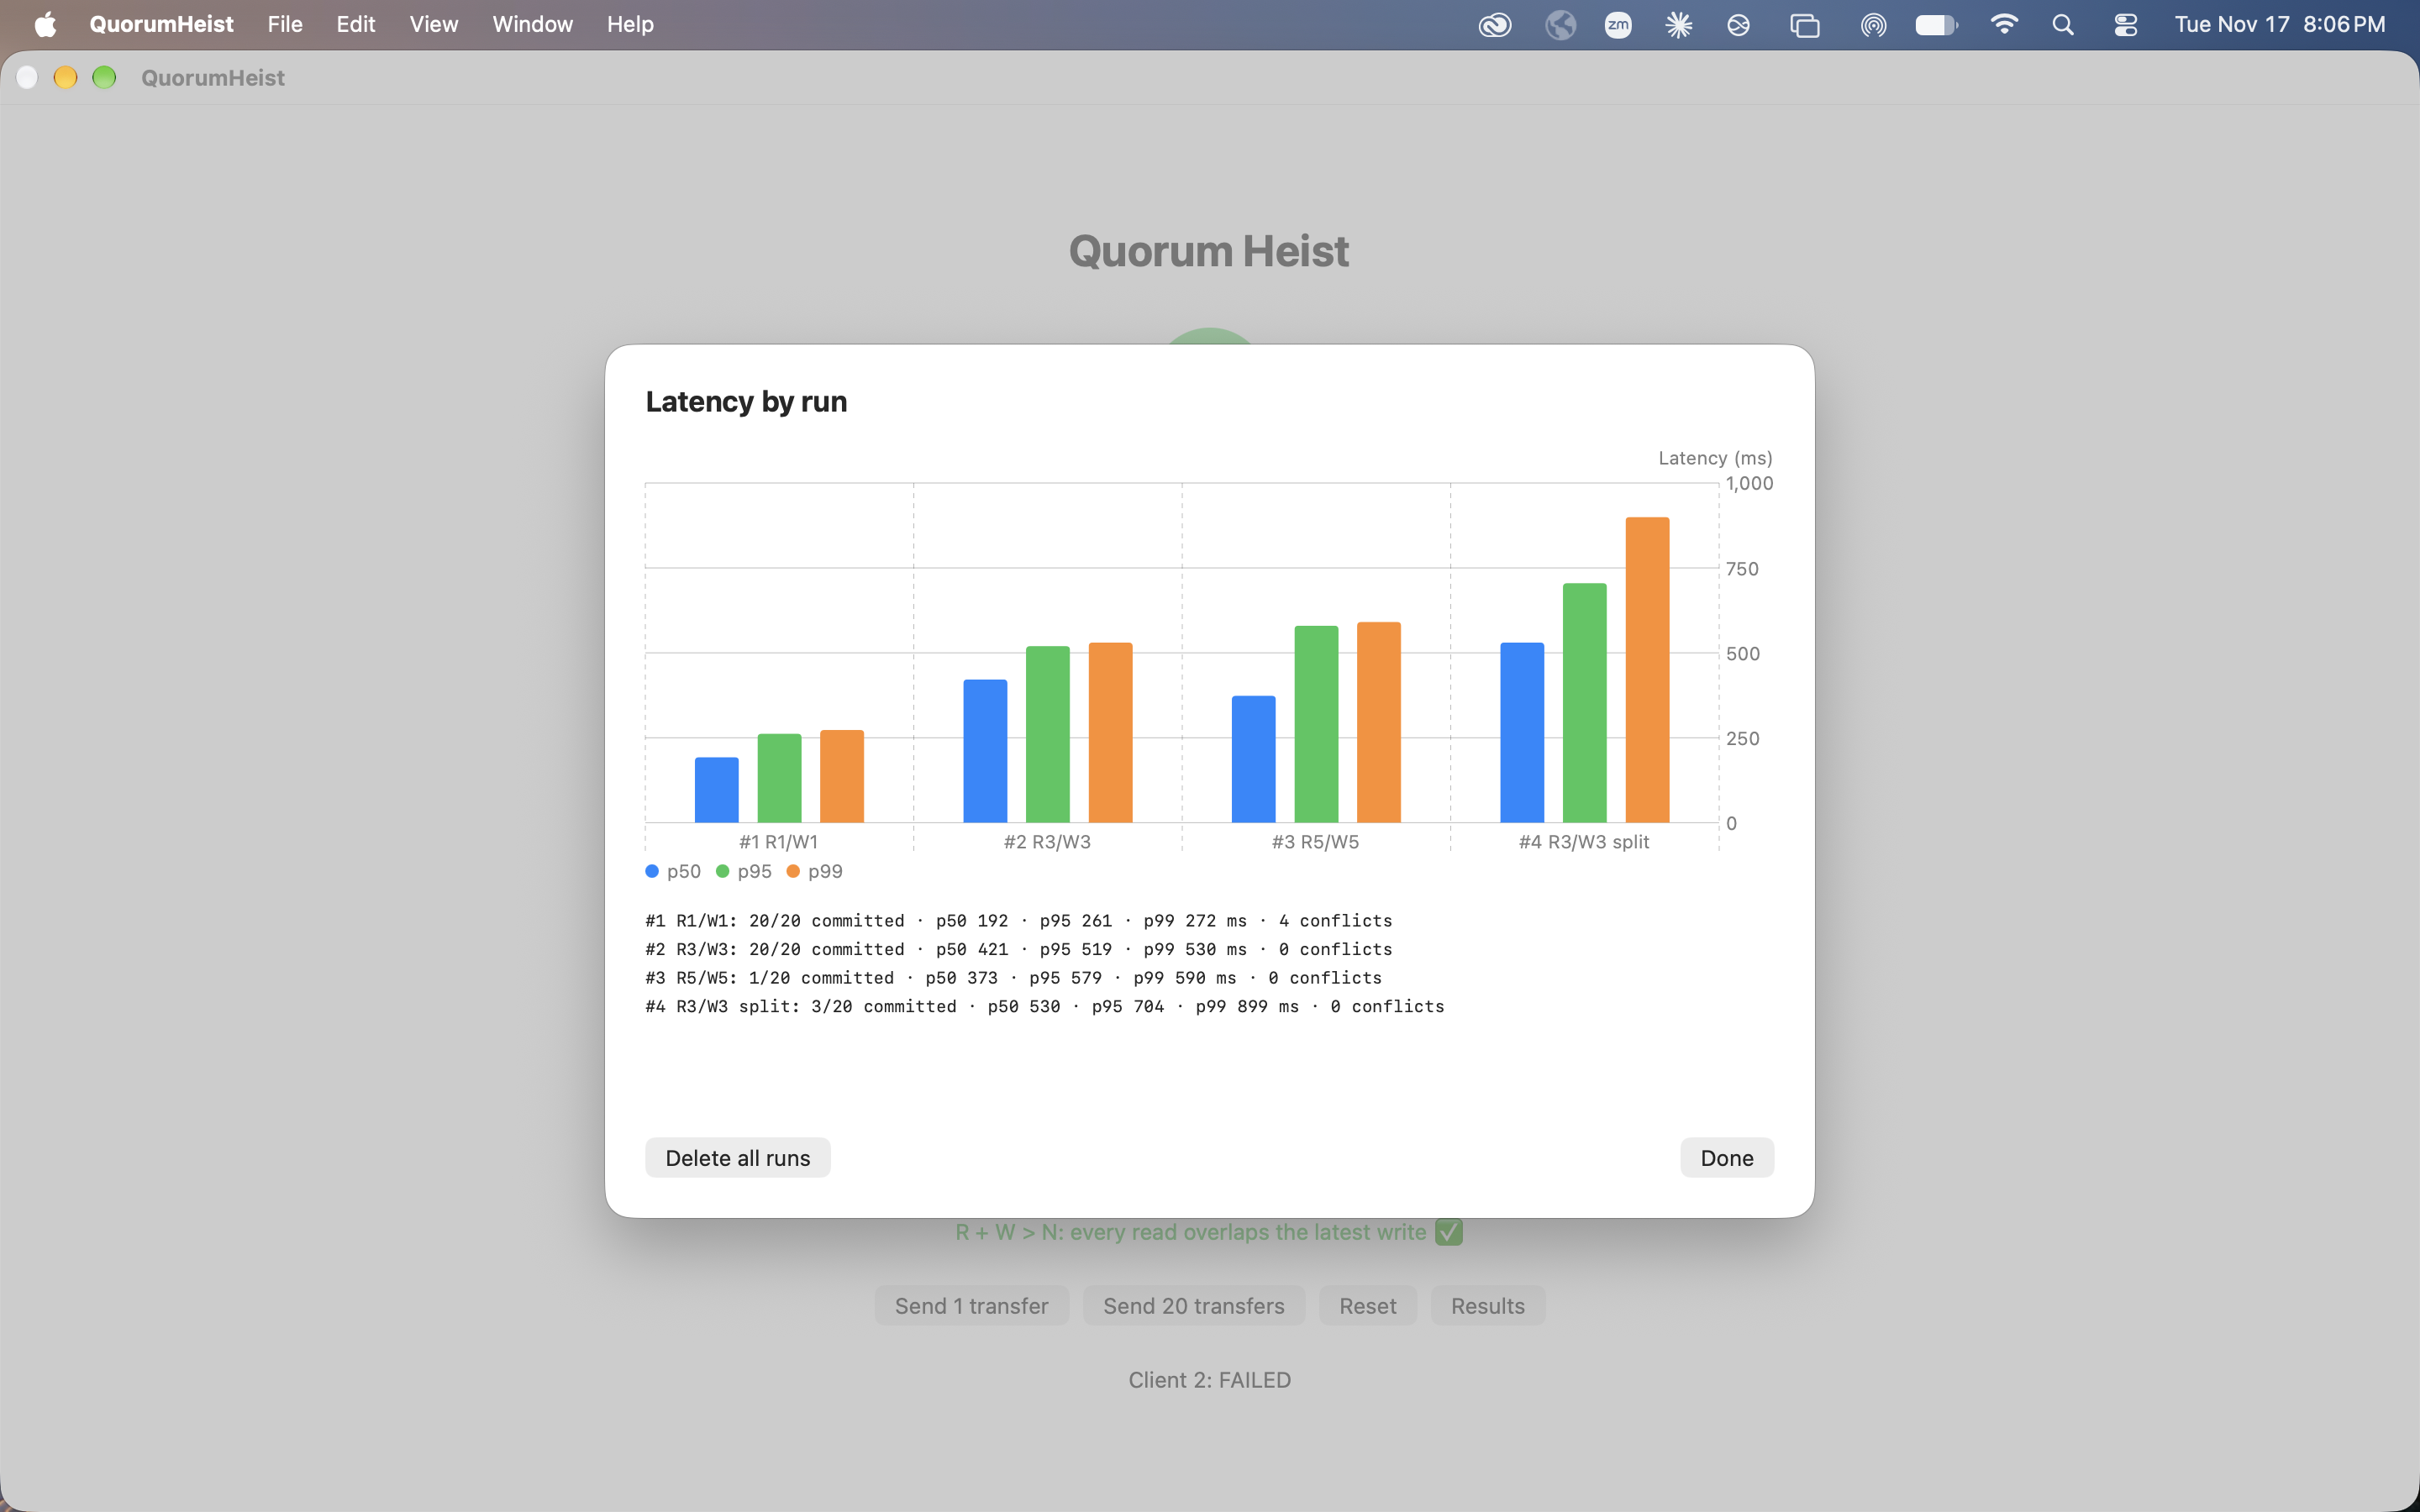 QuorumHeist File Edit View Window Help zm Tue Nov 17 8:06 PM
QuorumHeist
Quorum Heist
Latency by run
Latency (ms)
1,000
750
500
250
0
#1 R1/W1 #2 R3/W3 #3 R5/W5 #4 R3/W3 split
p50 p95 p99
#1 R1/W1: 20/20 committed · p50 192 · p95 261 · p99 272 ms · 4 conflicts
#2 R3/W3: 20/20 committed · p50 421 · p95 519 · p99 530 ms · 0 conflicts
#3 R5/W5: 1/20 committed · p50 373 · p95 579 · p99 590 ms · 0 conflicts
#4 R3/W3 split: 3/20 committed · p50 530 · p95 704 · p99 899 ms · 0 conflicts
Delete all runs Done
R + W > N: every read overlaps the latest write ✅
Send 1 transfer Send 20 transfers Reset Results
Client 2: FAILED